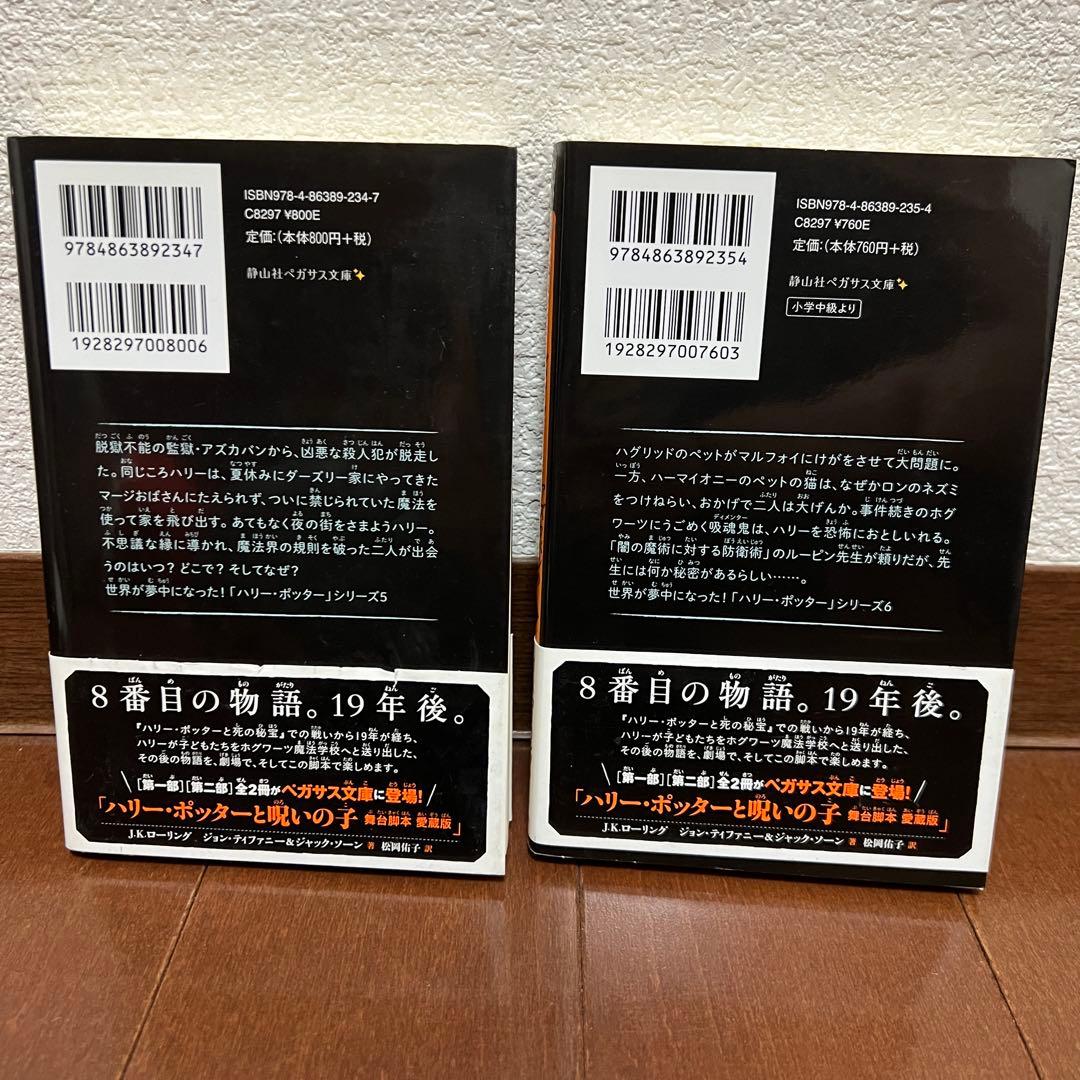 ISBN978-4-86389-234-7
C8297 ¥800E
定価:(本体800円+税)
9784863892347
静山社ペガサス文庫
1928297008006
脱獄不能の監獄・アズカバンから、凶悪な殺人犯が脱走し
た。同じころハリーは、夏休みにダーズリー家にやってきた
マージおばさんにたえられず、ついに禁じられていた魔法を
使って家を飛び出す。あてもなく夜の街をさまようハリー。
不思議な縁に導かれ、魔法界の規則を破った二人が出会
うのはいつ? どこで? そしてなぜ?
世界が夢中になった!「ハリー・ポッター」シリーズ5
8番目の物語。19年後。
『ハリー・ポッターと死の秘宝』での戦いから19年が経ち、
ハリーが子どもたちをホグワーツ魔法学校へと送り出した、
その後の物語を、劇場で、そしてこの脚本で楽しめます。
[第一部][第二部]全2冊がペガサス文庫に登場!
「ハリー・ポッターと呪いの子 舞台脚本 愛蔵版」
J.K.ローリング ジョン・ティファニー&ジャック・ソーン 著 松岡佑子 訳
ISBN978-4-86389-235-4
C8297 ¥760E
定価:(本体760円+税)
9784863892354
静山社ペガサス文庫
小学中級より
1928297007603
ハグリッドのペットがマルフォイにけがをさせて大問題に。
一方、ハーマイオニーのペットの猫は、なぜかロンのネズミ
をつけねらい、おかげで二人は大げんか。事件続きのホグ
ワーツにうごめく吸魂鬼は、ハリーを恐怖におとしいれる。
「闇の魔術に対する防衛術」のルーピン先生が頼りだが、先
生には何か秘密があるらしい……。
世界が夢中になった!「ハリー・ポッター」シリーズ6
8番目の物語。19年後。
『ハリー・ポッターと死の秘宝』での戦いから19年が経ち、
ハリーが子どもたちをホグワーツ魔法学校へと送り出した、
その後の物語を、劇場で、そしてこの脚本で楽しめます。
[第一部][第二部]全2冊がペガサス文庫に登場!
「ハリー・ポッターと呪いの子 舞台脚本 愛蔵版」
J.K.ローリング ジョン・ティファニー&ジャック・ソーン 著 松岡佑子 訳